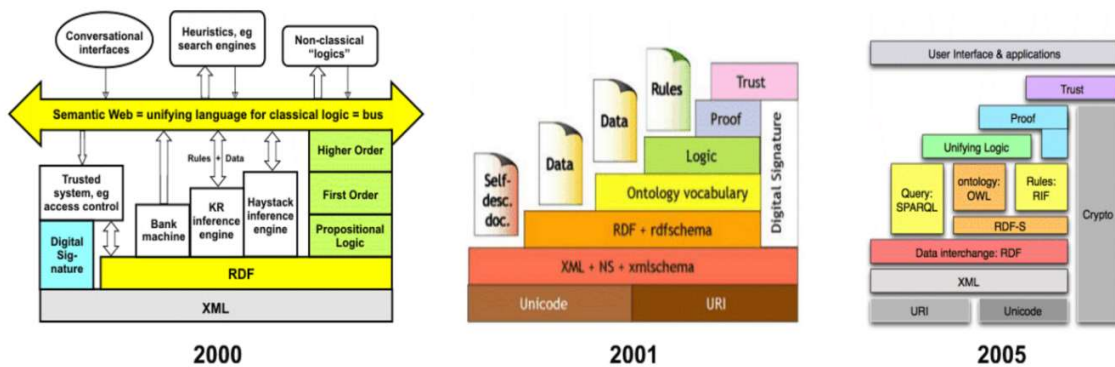 Conversational
interfaces
Heuristics, eg
search engines
Non-classical
"logics"
Semantic Web = unifying language for classical logic = bus
Trusted
system, eg
access control
Digital
Sig-
nature
Bank
machine
Rules + Data
KR
inference
engine
Haystack
inference
engine
Higher Order
First Order
Propositional
Logic
RDF
XML
2000
Self-
desc.
doc.
Data
Data
Rules
Trust
Proof
Logic
Ontology vocabulary
RDF + rdfschema
XML + NS + xmlschema
Unicode
URI
Digital Signature
2001
User Interface & applications
Trust
Proof
Unifying Logic
Query:
SPARQL
ontology:
OWL
Rules:
RIF
RDF-S
Crypto
Data interchange: RDF
XML
URI
Unicode
2005